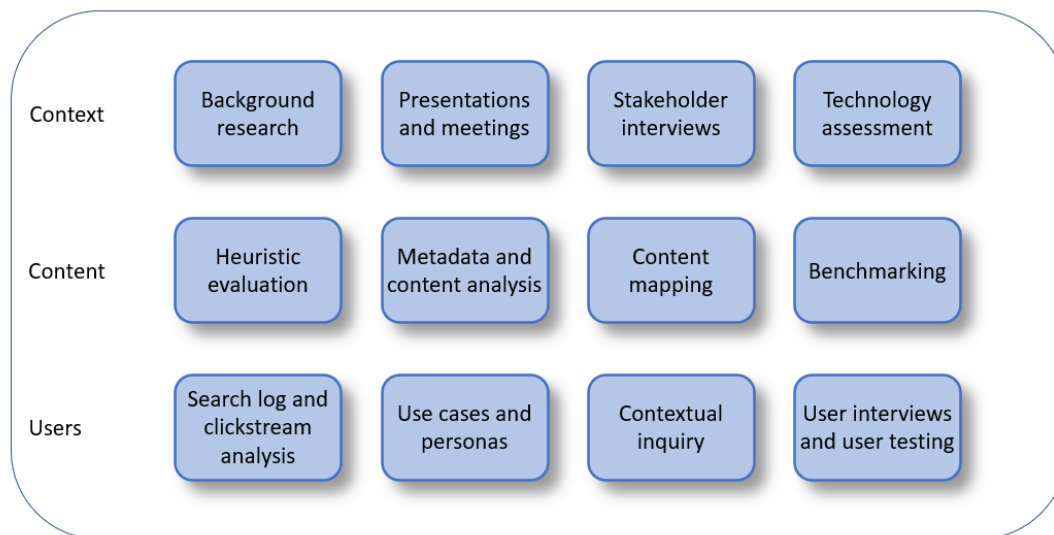 Context
Background
research
Presentations
and meetings
Stakeholder
interviews
Technology
assessment
Content
Heuristic
evaluation
Metadata and
content analysis
Content
mapping
Benchmarking
Users
Search log and
clickstream
analysis
Use cases and
personas
Contextual
inquiry
User interviews
and user testing